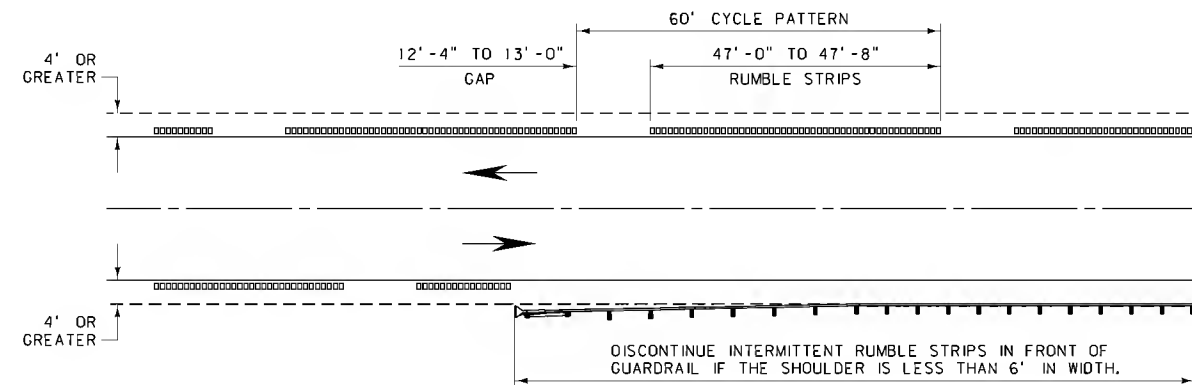 60' CYCLE PATTERN
4' OR
GREATER
12'-4" TO 13'-0"
GAP
47'-0" TO 47'-8"
RUMBLE STRIPS
4' OR
GREATER
DISCONTINUE INTERMITTENT RUMBLE STRIPS IN FRONT OF
GUARDRAIL IF THE SHOULDER IS LESS THAN 6' IN WIDTH.